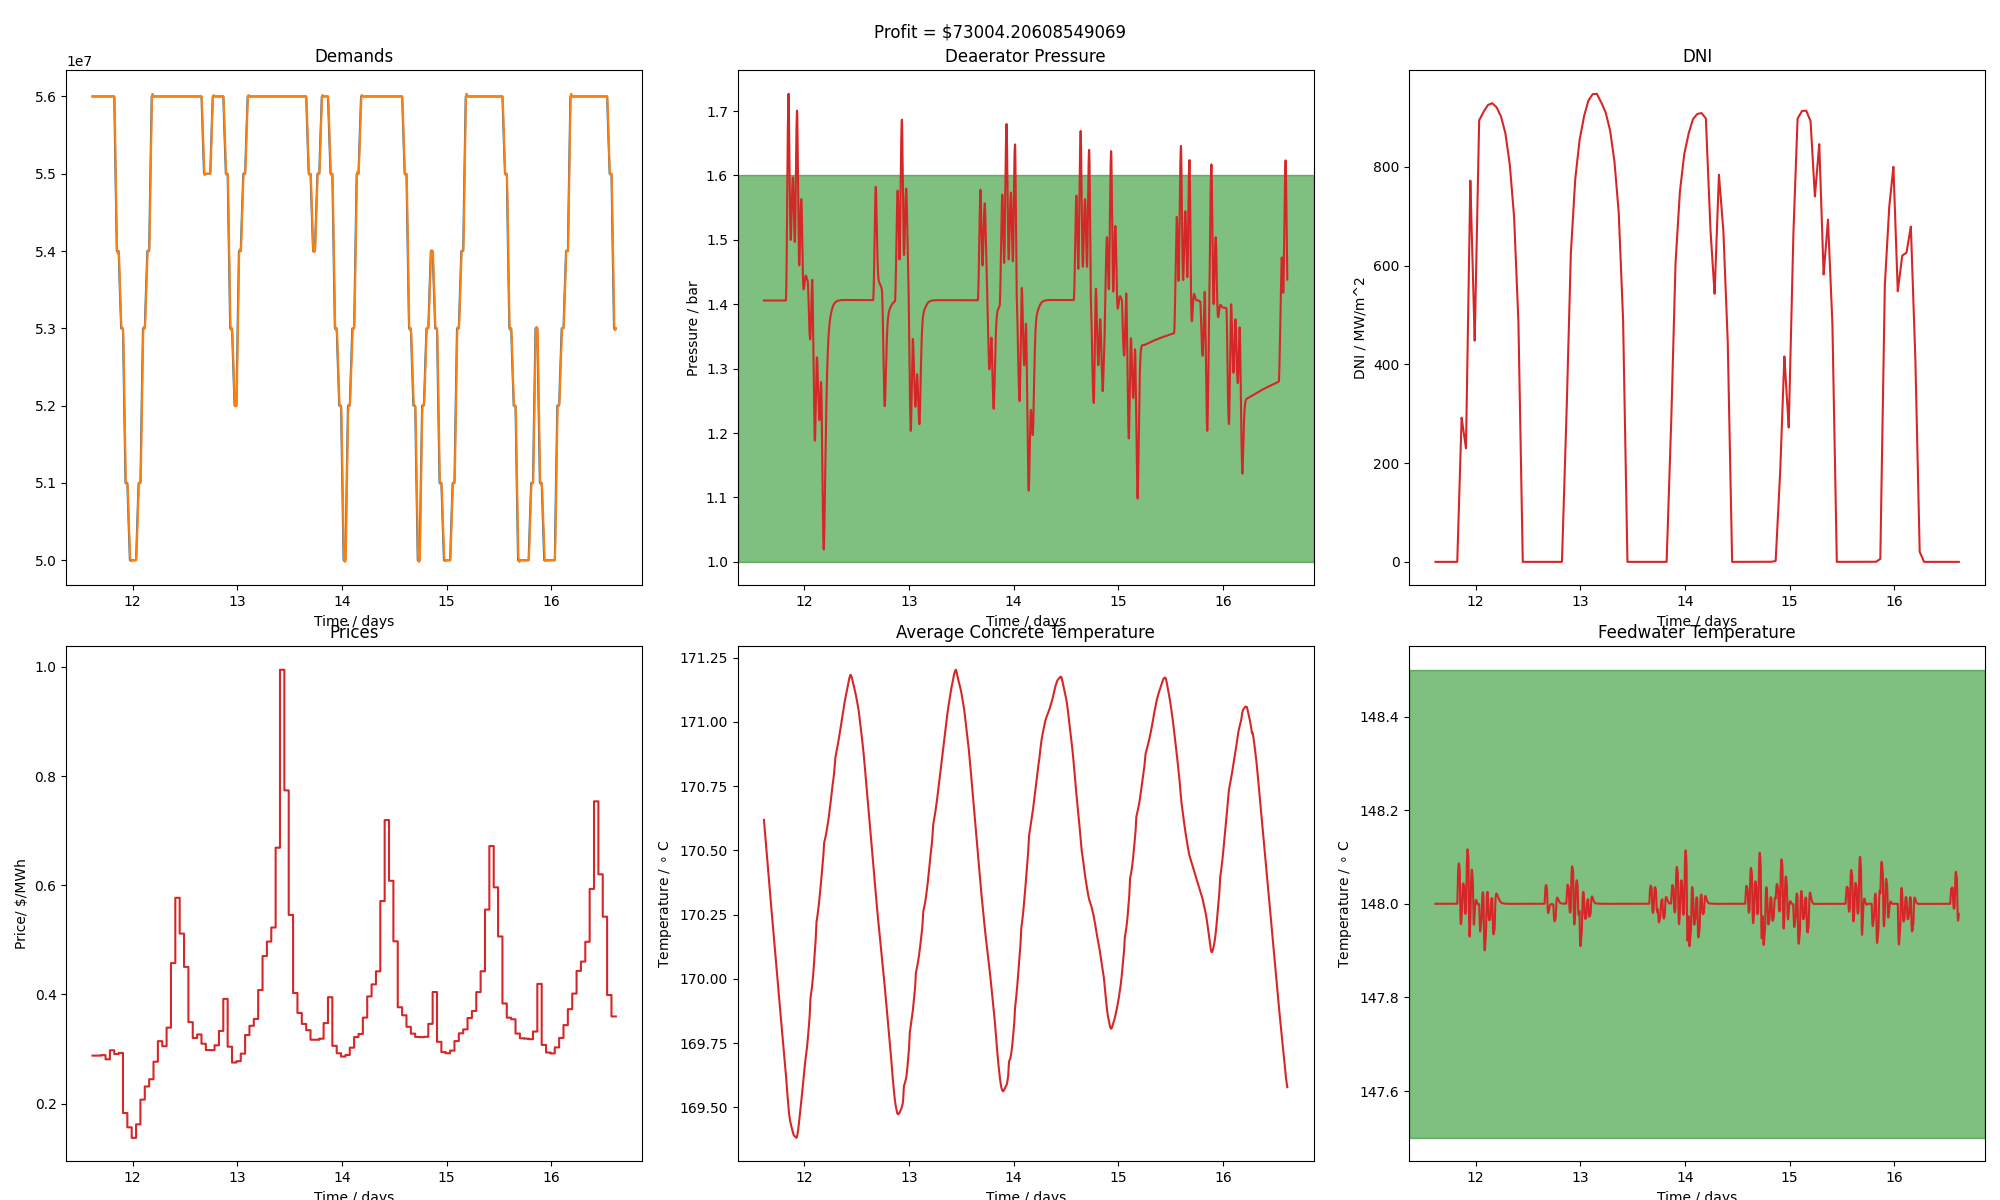 Profit = $73004.20608549069
Demands
1e7
5.6
5.5
5.4
5.3
5.2
5.1
5.0
12 13 14 15 16
Time / days
Deaerator Pressure
Pressure / bar
1.7
1.6
1.5
1.4
1.3
1.2
1.1
1.0
12 13 14 15 16
Time / days
DNI
DNI / MW/m^2
800
600
400
200
0
12 13 14 15 16
Time / days
Prices
Price/ $/MWh
1.0
0.8
0.6
0.4
0.2
12 13 14 15 16
Time / days
Average Concrete Temperature
Temperature / ∘ C
171.25
171.00
170.75
170.50
170.25
170.00
169.75
169.50
12 13 14 15 16
Time / days
Feedwater Temperature
Temperature / ∘ C
148.4
148.2
148.0
147.8
147.6
12 13 14 15 16
Time / days